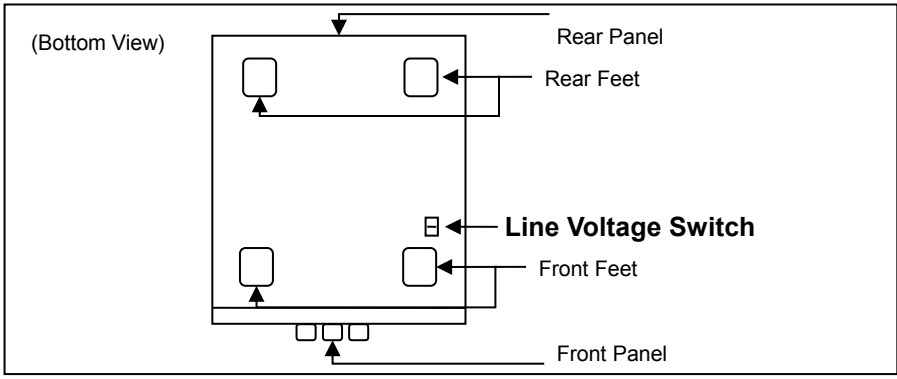 (Bottom View)
Rear Panel
Rear Feet
Line Voltage Switch
Front Feet
Front Panel